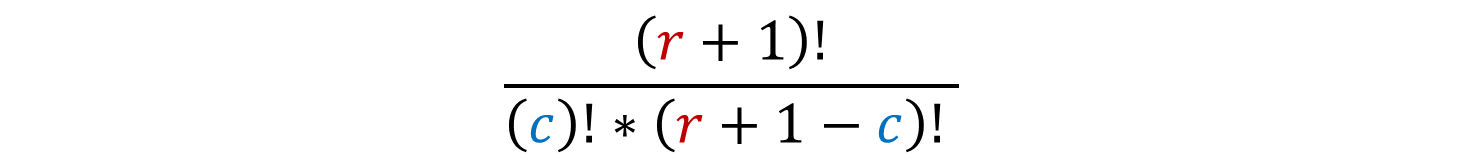 (r + 1)!
(c)! ∗ (r + 1 − c)!